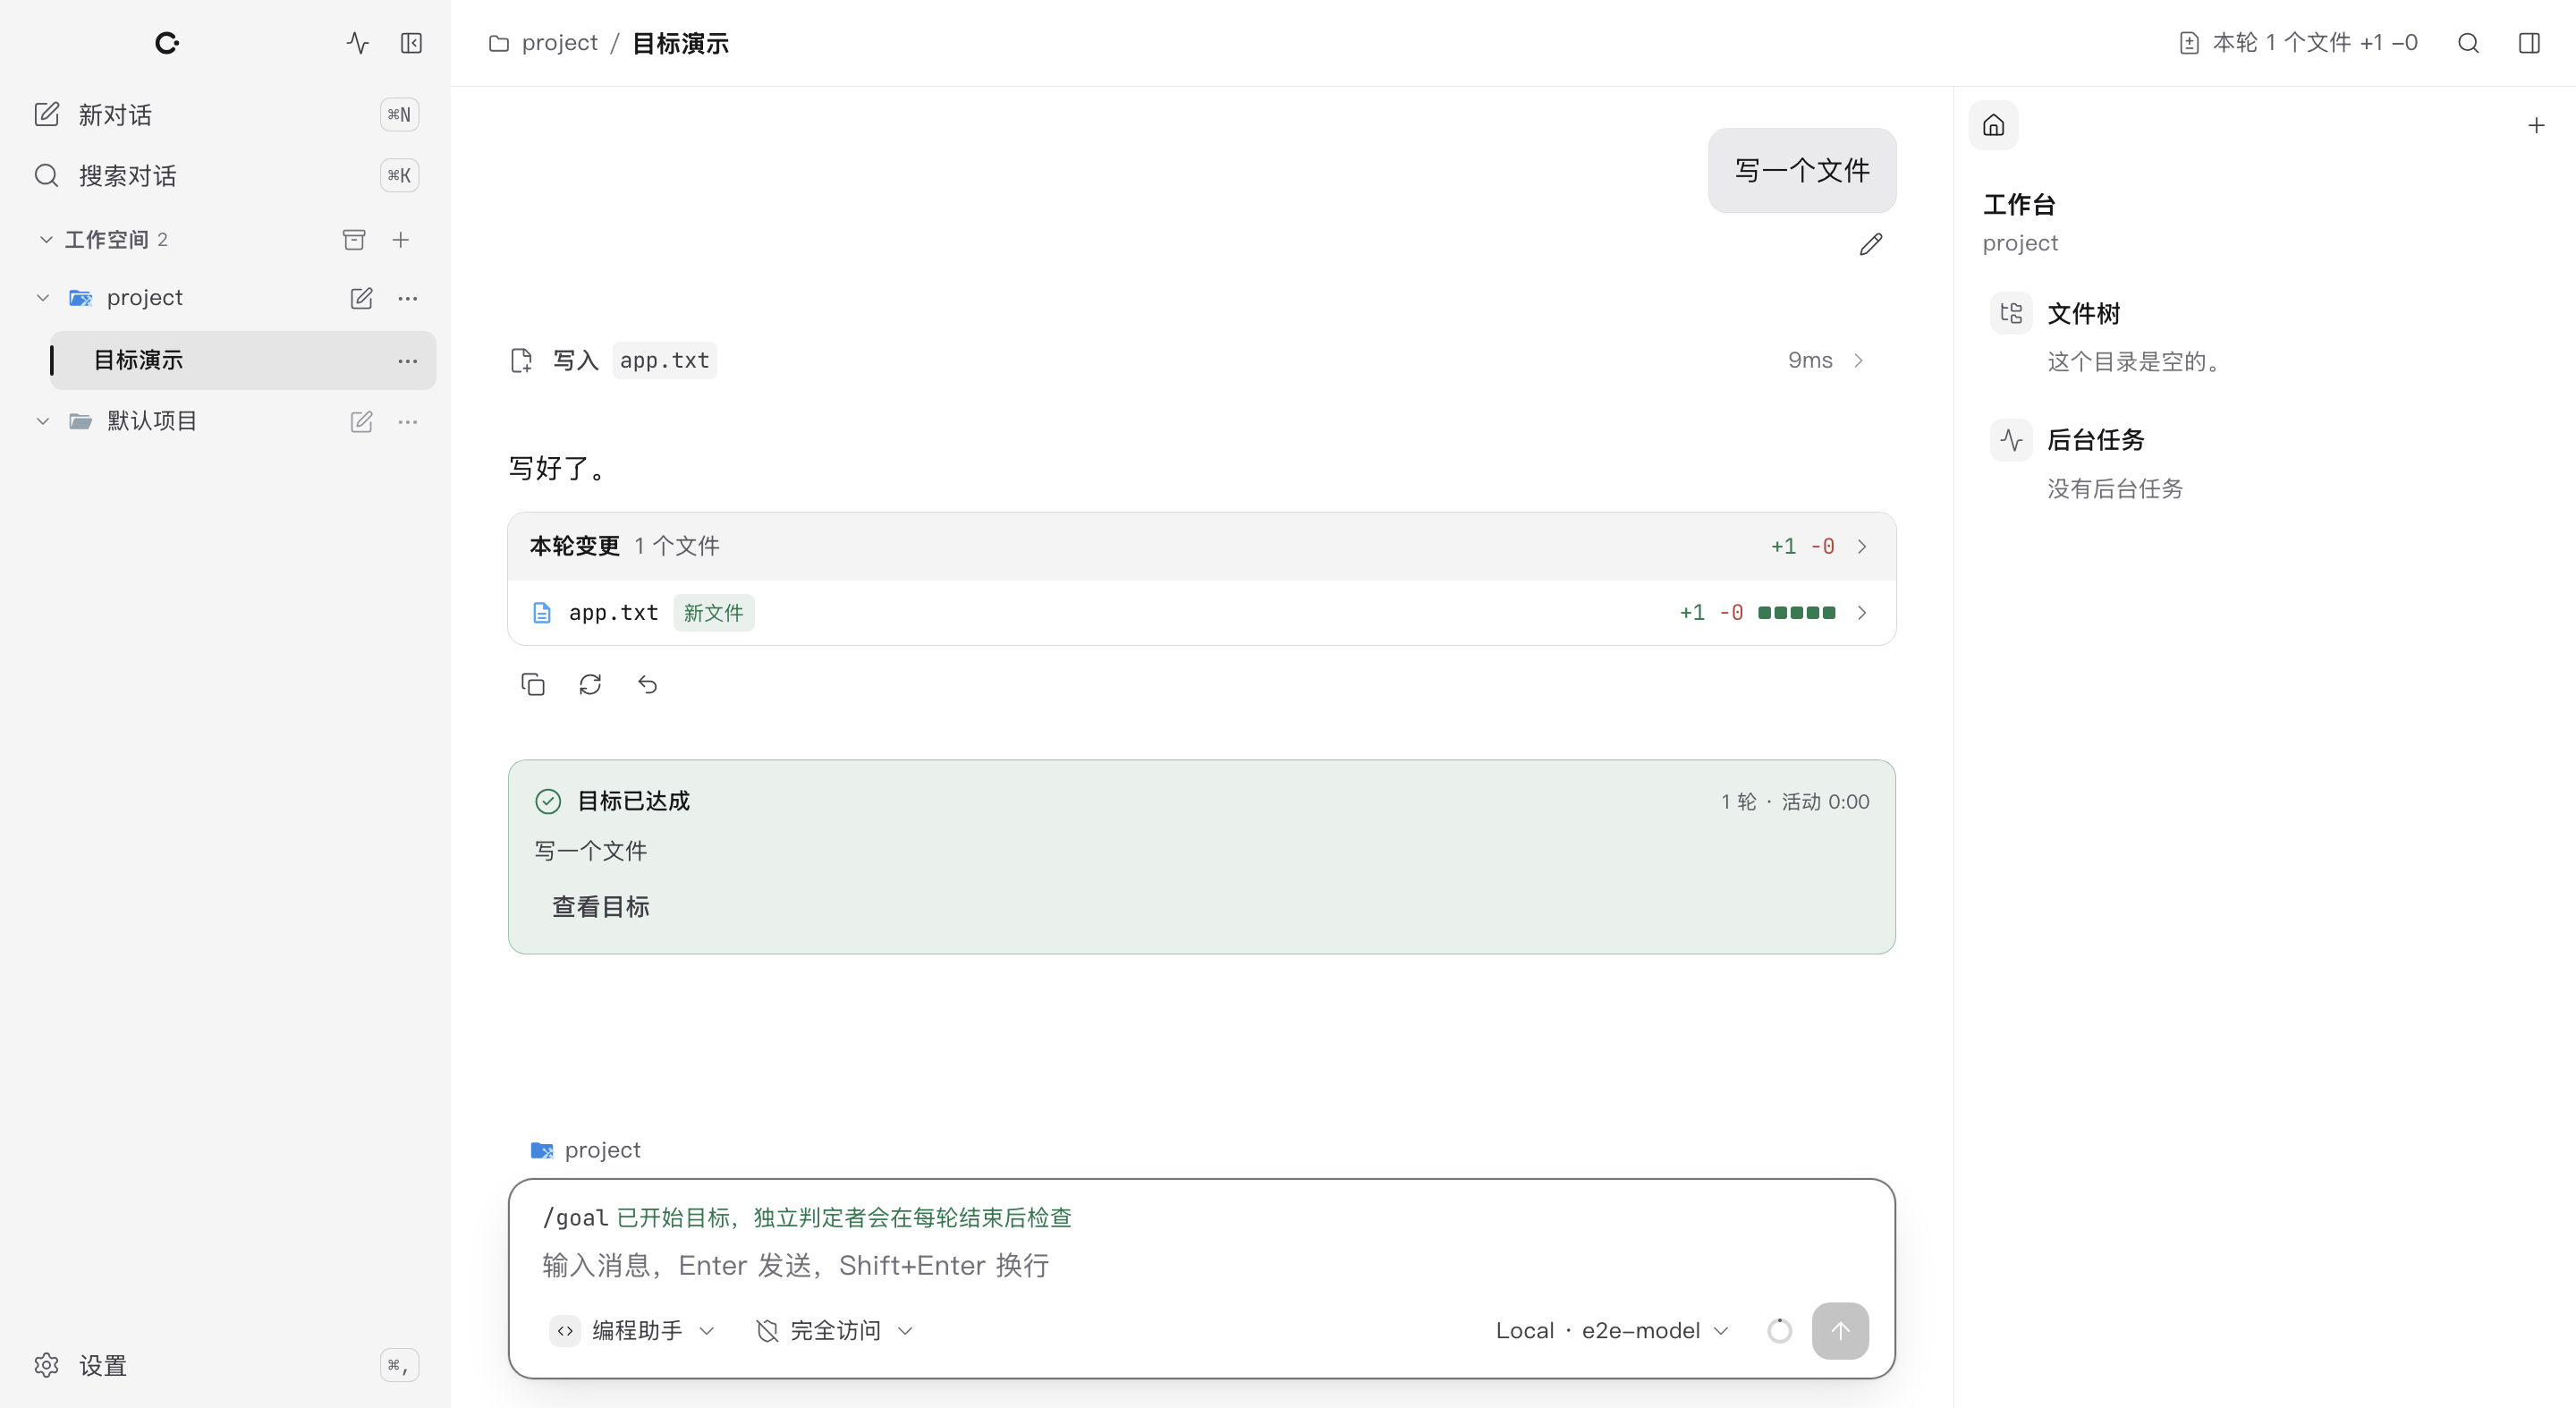 project / 目标演示
本轮 1 个文件 +1 −0
新对话 ⌘N
搜索对话 ⌘K
工作空间 2
project
目标演示
默认项目
设置 ⌘,
写一个文件
写入 app.txt 9ms
写好了。
本轮变更 1 个文件 +1 -0
app.txt 新文件 +1 -0
目标已达成 1 轮 · 活动 0:00
写一个文件
查看目标
project
/goal 已开始目标，独立判定者会在每轮结束后检查
输入消息，Enter 发送，Shift+Enter 换行
编程助手 完全访问 Local · e2e-model
工作台
project
文件树
这个目录是空的。
后台任务
没有后台任务